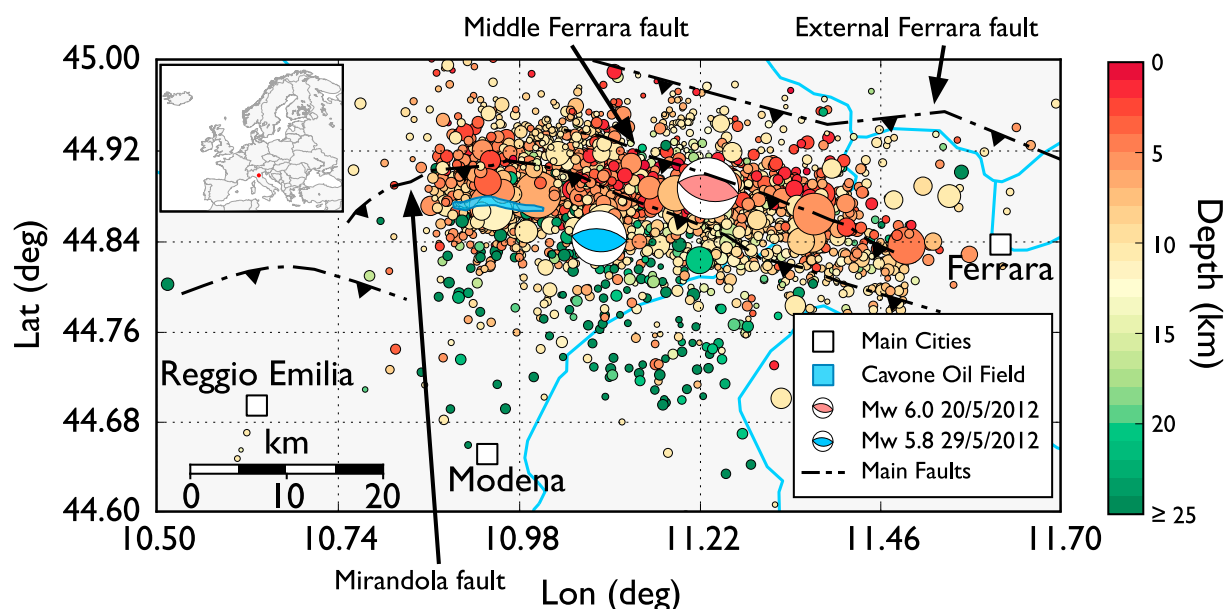 Middle Ferrara fault
External Ferrara fault
45.00
44.92
44.84
44.76
44.68
44.60
Lat (deg)
Ferrara
Main Cities
Cavone Oil Field
Mw 6.0 20/5/2012
Mw 5.8 29/5/2012
Main Faults
Reggio Emilia
km
0 10 20
Modena
10.50 10.74 10.98 11.22 11.46 11.70
Mirandola fault
Lon (deg)
0
5
10
15
20
≥ 25
Depth (km)